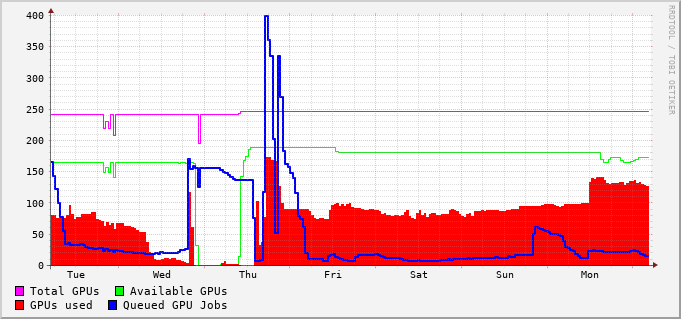 400
350
300
250
200
150
100
50
0
Tue Wed Thu Fri Sat Sun Mon
Total GPUs Available GPUs
GPUs used Queued GPU Jobs
RRDTOOL / TOBI OETIKER